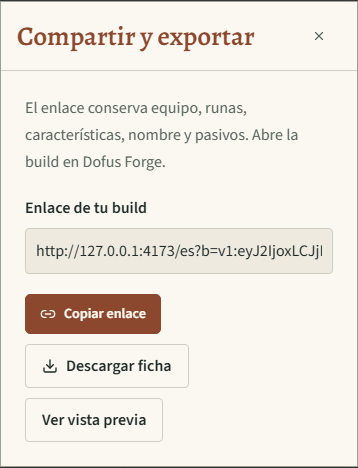 Compartir y exportar
El enlace conserva equipo, runas,
características, nombre y pasivos. Abre la
build en Dofus Forge.
Enlace de tu build
http://127.0.0.1:4173/es?b=v1:eyJ2IjoxLCJjI
Copiar enlace
Descargar ficha
Ver vista previa